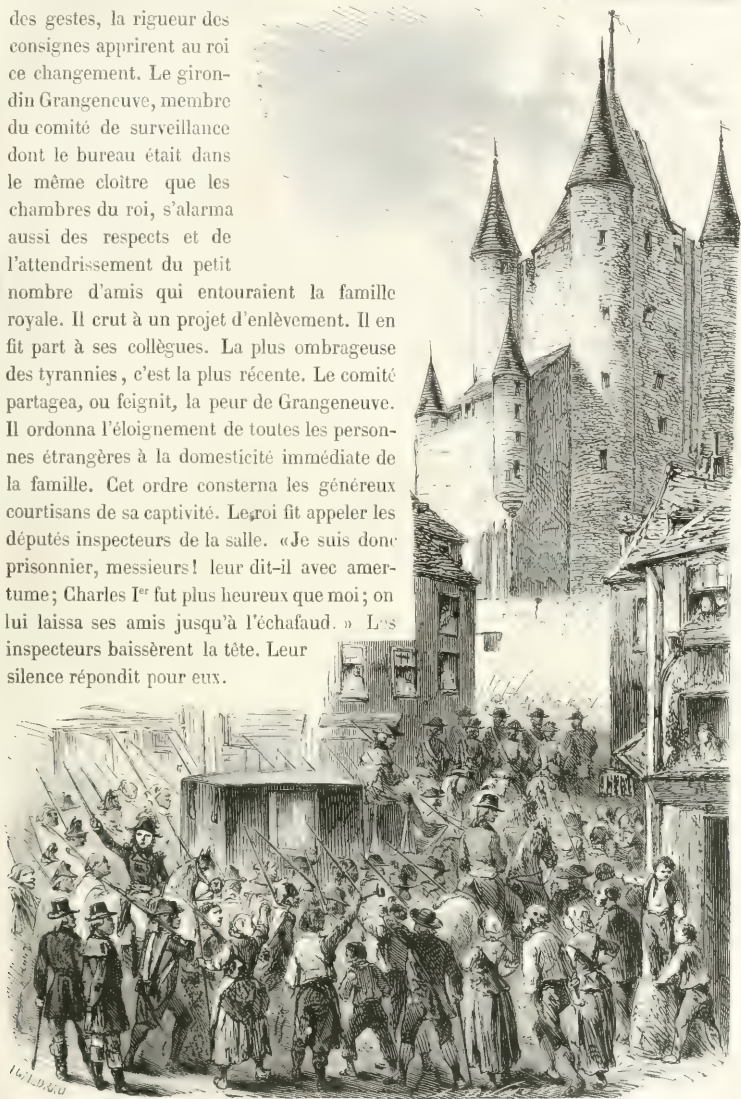 des gestes, la rigueur des
consignes apprirent au roi
ce changement. Le giron-
din Grangeneuve, membre
du comité de surveillance
dont le bureau était dans
le même cloître que les
chambres du roi, s'alarma
aussi des respects et de
l'attendrissement du petit
nombre d'amis qui entouraient la famille
royale. Il crut à un projet d'enlèvement. Il en
fit part à ses collègues. La plus ombrageuse
des tyrannies, c'est la plus récente. Le comité
partagea, ou feignit, la peur de Grangeneuve.
Il ordonna l'éloignement de toutes les person-
nes étrangères à la domesticité immédiate de
la famille. Cet ordre consterna les généreux
courtisans de sa captivité. Le roi fit appeler les
députés inspecteurs de la salle. «Je suis donc
prisonnier, messieurs! leur dit-il avec amer-
tume; Charles Ier fut plus heureux que moi; on
lui laissa ses amis jusqu'à l'échafaud. » Les
inspecteurs baissèrent la tête. Leur
silence répondit pour eux.